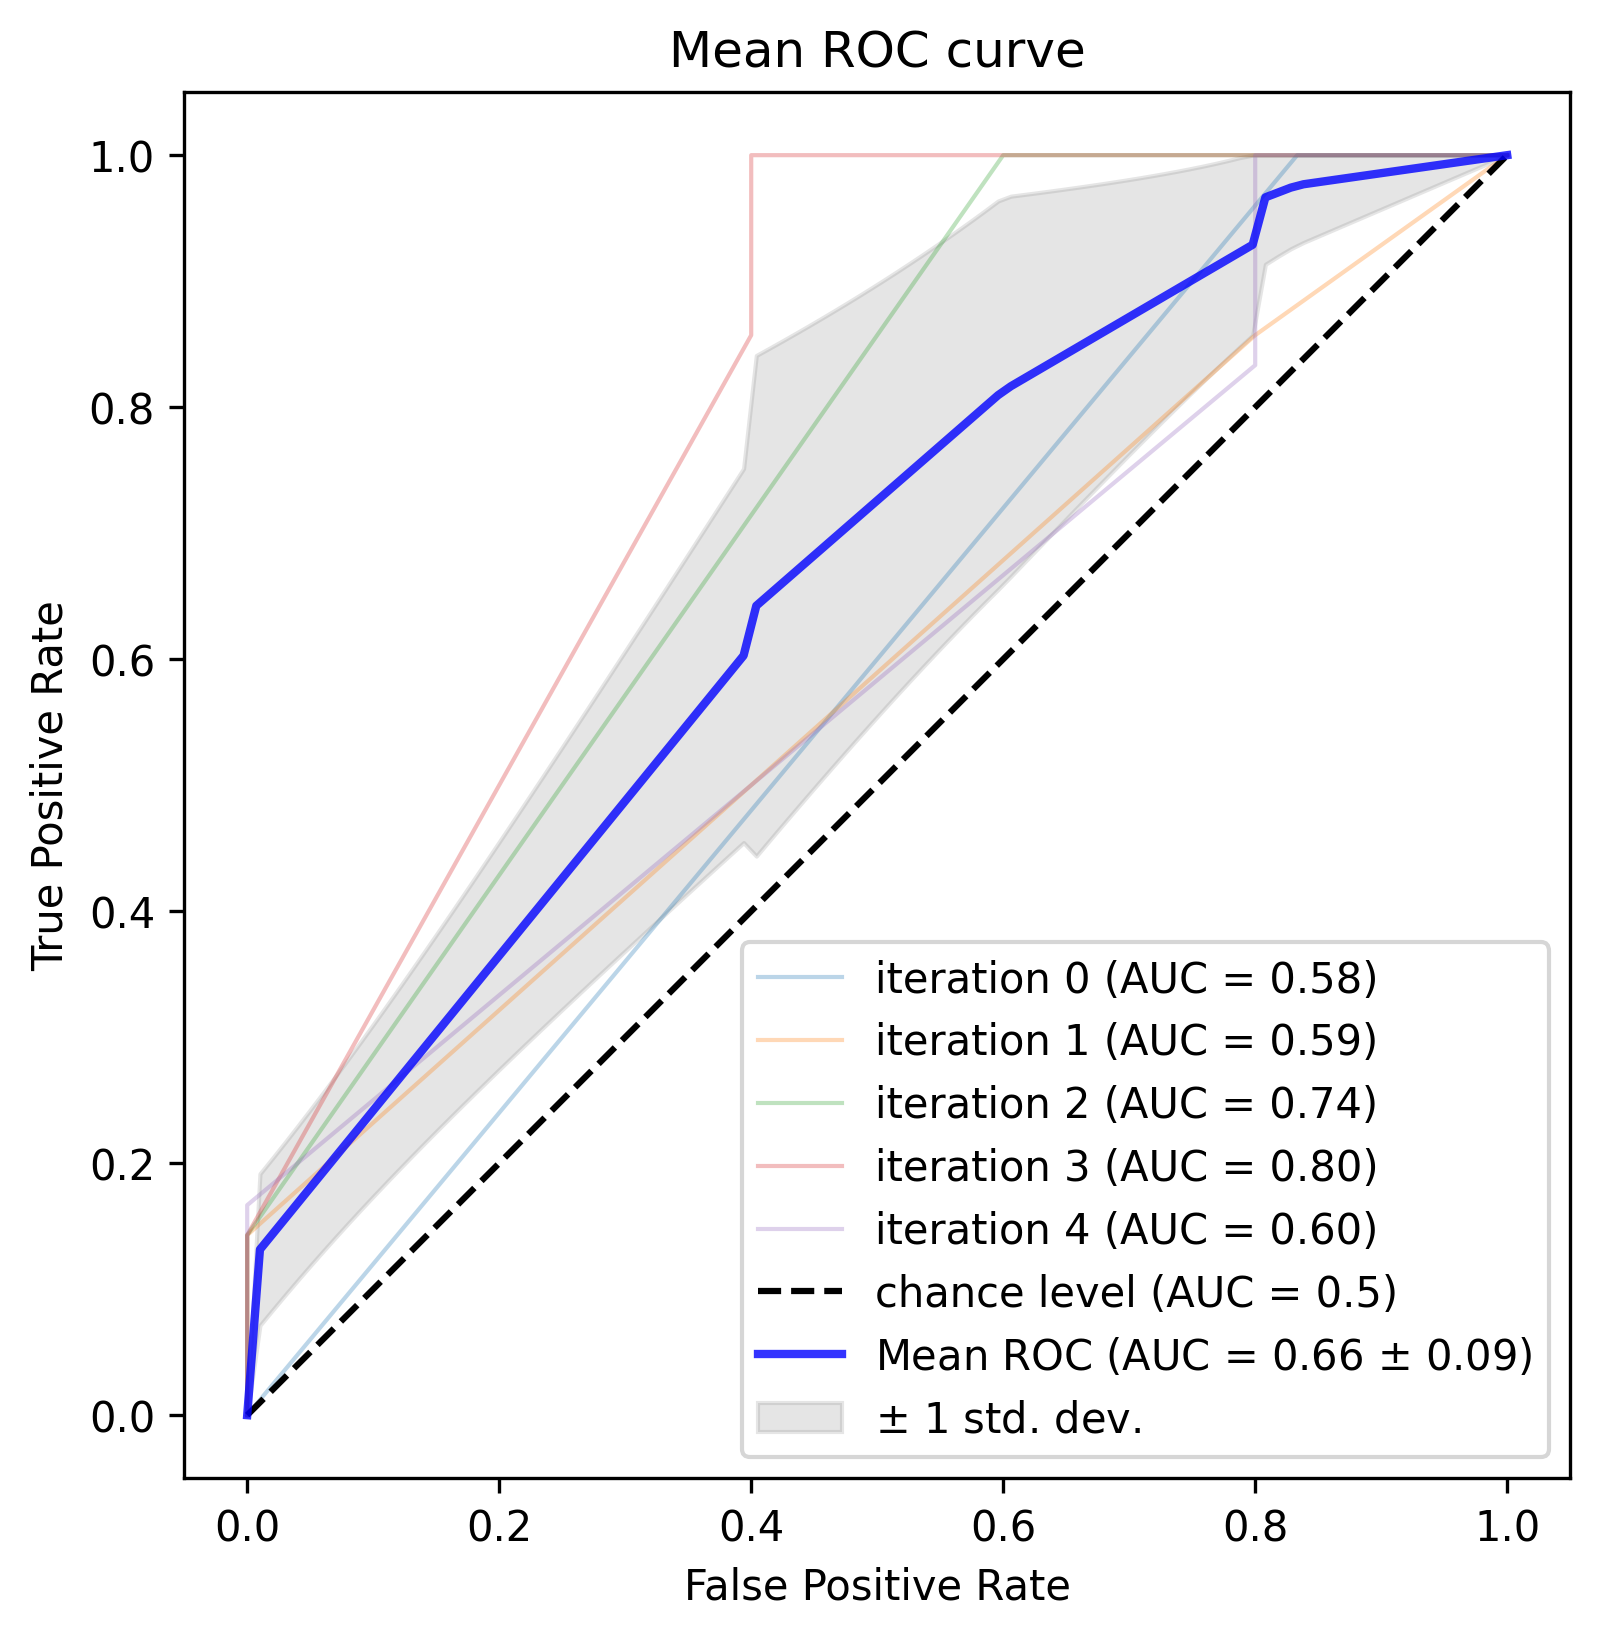 Mean ROC curve
1.0
0.8
0.6
0.4
0.2
0.0
True Positive Rate
iteration 0 (AUC = 0.58)
iteration 1 (AUC = 0.59)
iteration 2 (AUC = 0.74)
iteration 3 (AUC = 0.80)
iteration 4 (AUC = 0.60)
chance level (AUC = 0.5)
Mean ROC (AUC = 0.66 ± 0.09)
± 1 std. dev.
0.0 0.2 0.4 0.6 0.8 1.0
False Positive Rate